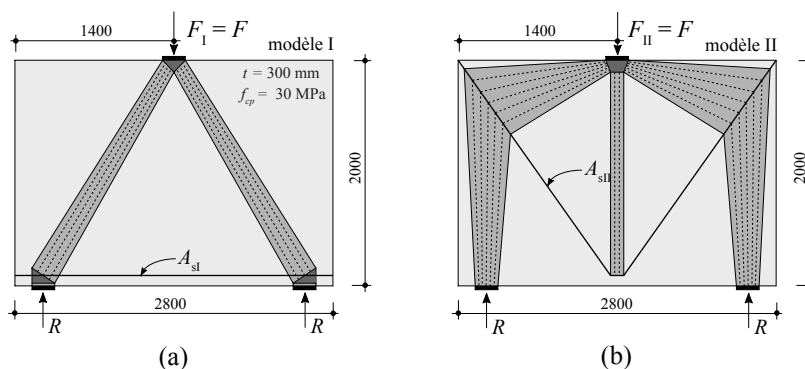 1400
F_I = F
modèle I
t = 300 mm
f_cp = 30 MPa
2000
A_sI
R
R
2800
(a)
1400
F_II = F
modèle II
2000
A_sII
R
R
2800
(b)